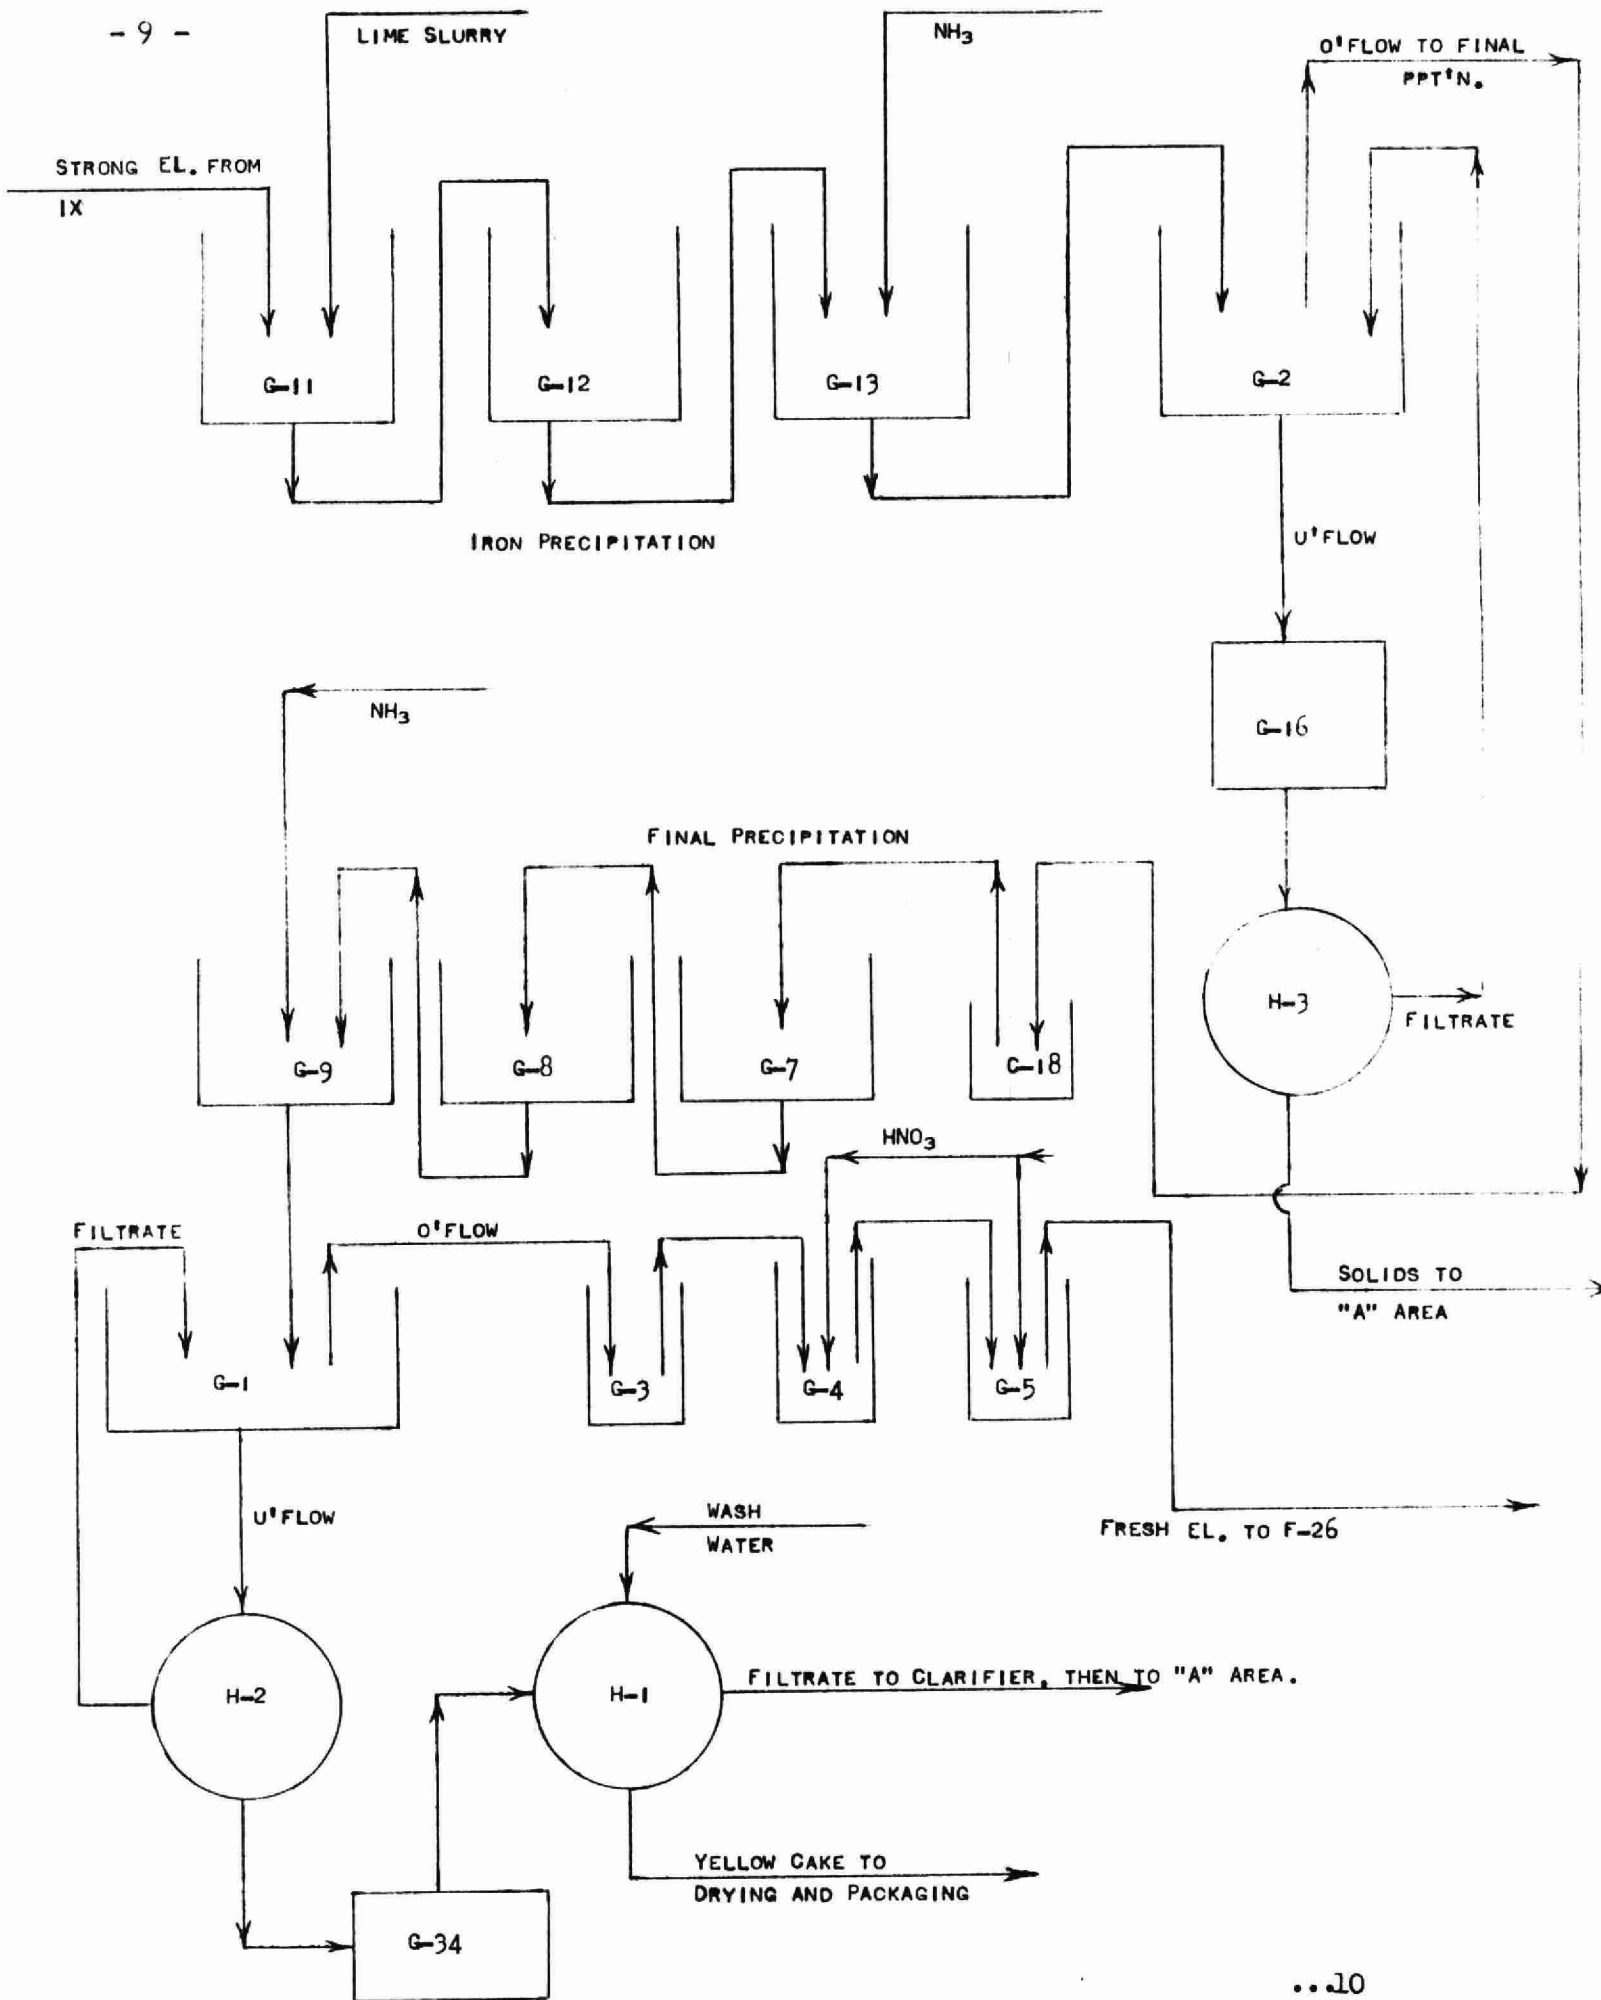 - 9 -
LIME SLURRY
NH3
O'FLOW TO FINAL
PPT'N.
STRONG EL. FROM
IX
G-11
G-12
G-13
G-2
IRON PRECIPITATION
U'FLOW
NH3
G-16
FINAL PRECIPITATION
H-3
FILTRATE
G-9
G-8
G-7
C-18
HNO3
FILTRATE
O'FLOW
SOLIDS TO
"A" AREA
G-1
G-3
G-4
G-5
U'FLOW
WASH
WATER
FRESH EL. TO F-26
H-2
H-1
FILTRATE TO CLARIFIER, THEN TO "A" AREA.
YELLOW CAKE TO
DRYING AND PACKAGING
G-34
...10